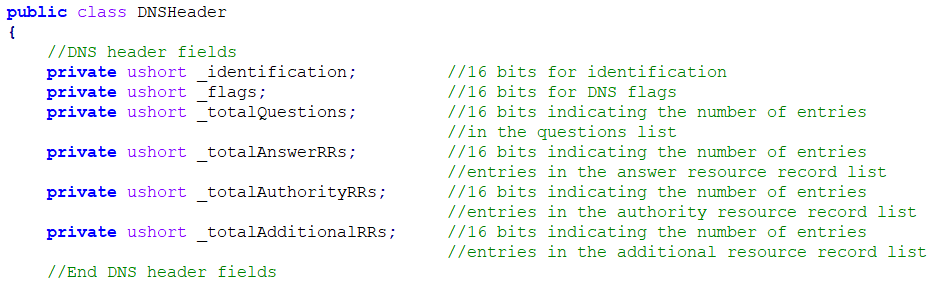 public class DNSHeader
{
    //DNS header fields
    private ushort _identification;         //16 bits for identification
    private ushort _flags;                  //16 bits for DNS flags
    private ushort _totalQuestions;         //16 bits indicating the number of entries
                                            //in the questions list
    private ushort _totalAnswerRRs;         //16 bits indicating the number of entries
                                            //entries in the answer resource record list
    private ushort _totalAuthorityRRs;      //16 bits indicating the number of entries
                                            //entries in the authority resource record list
    private ushort _totalAdditionalRRs;     //16 bits indicating the number of entries
                                            //entries in the additional resource record list
    //End DNS header fields